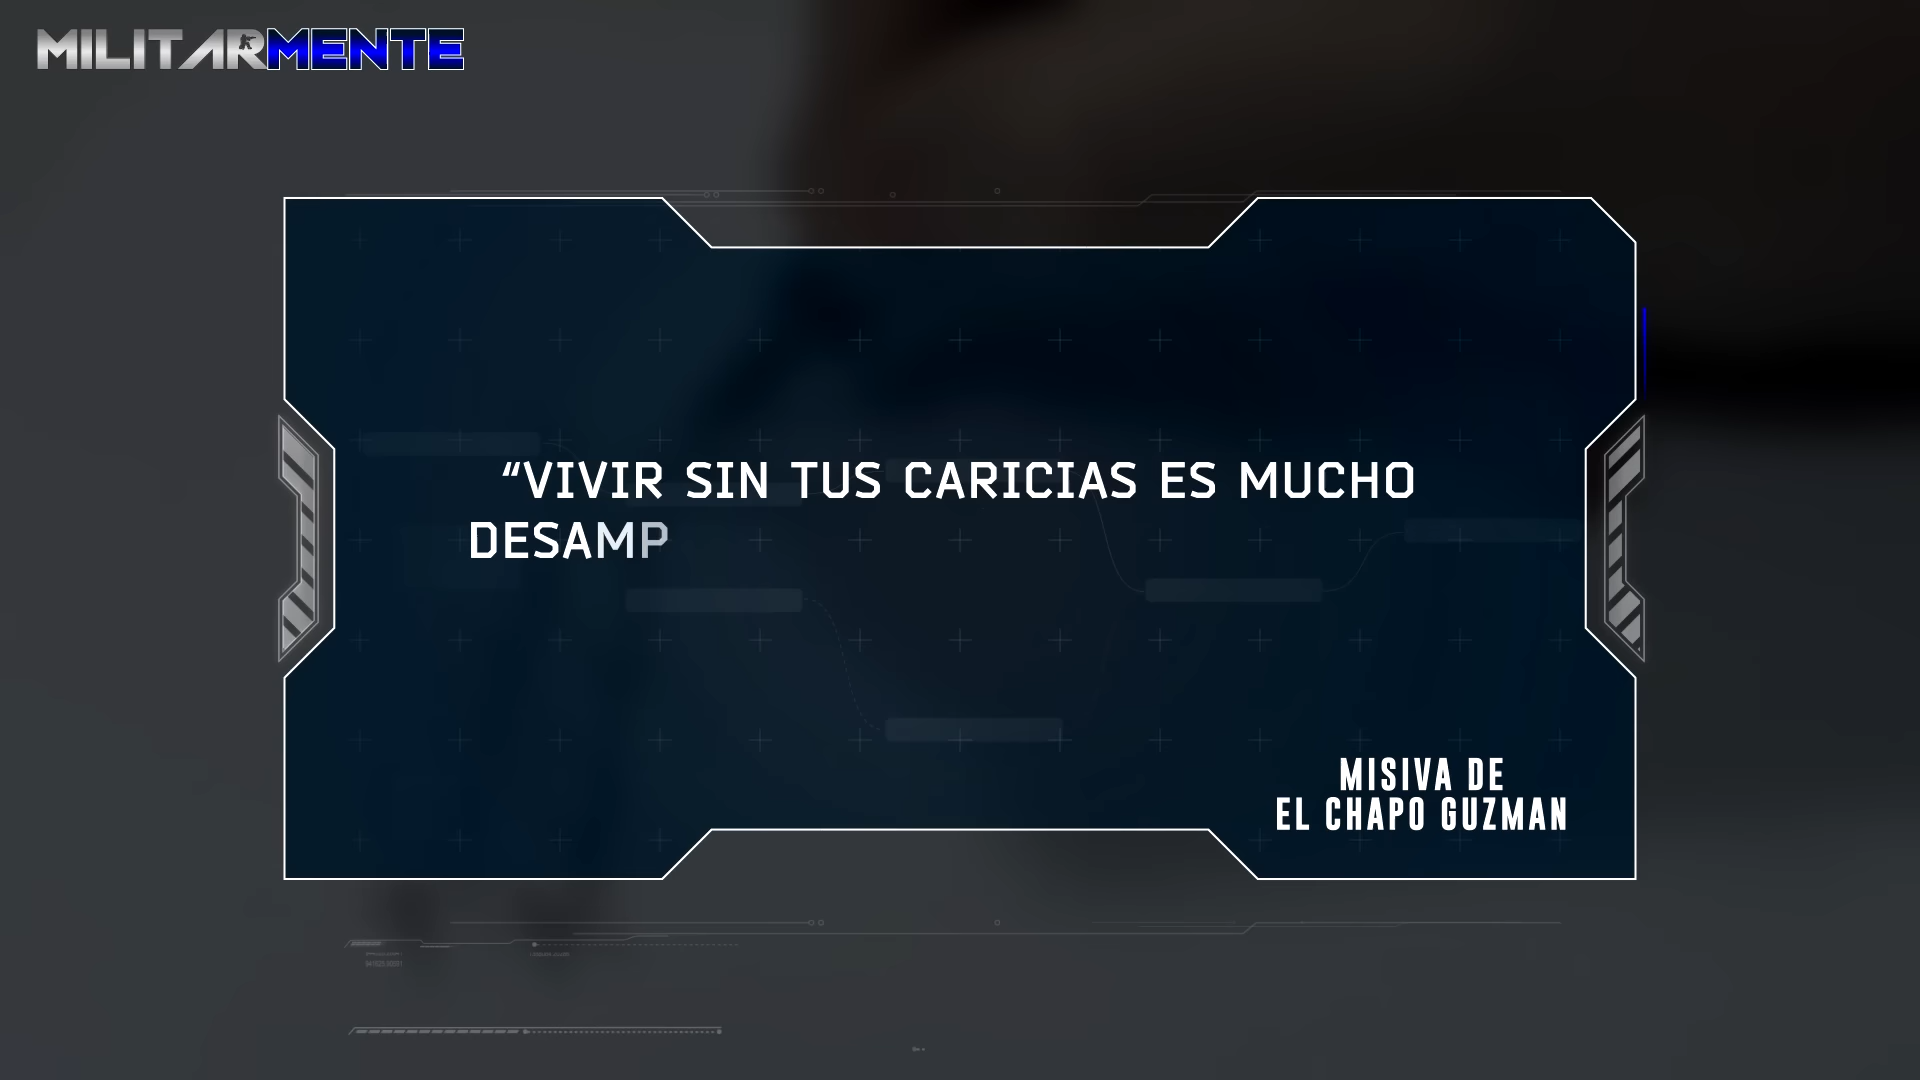 MILITARMENTE
“VIVIR SIN TUS CARICIAS ES MUCHO
DESAMP
MISIVA DE
EL CHAPO GUZMAN